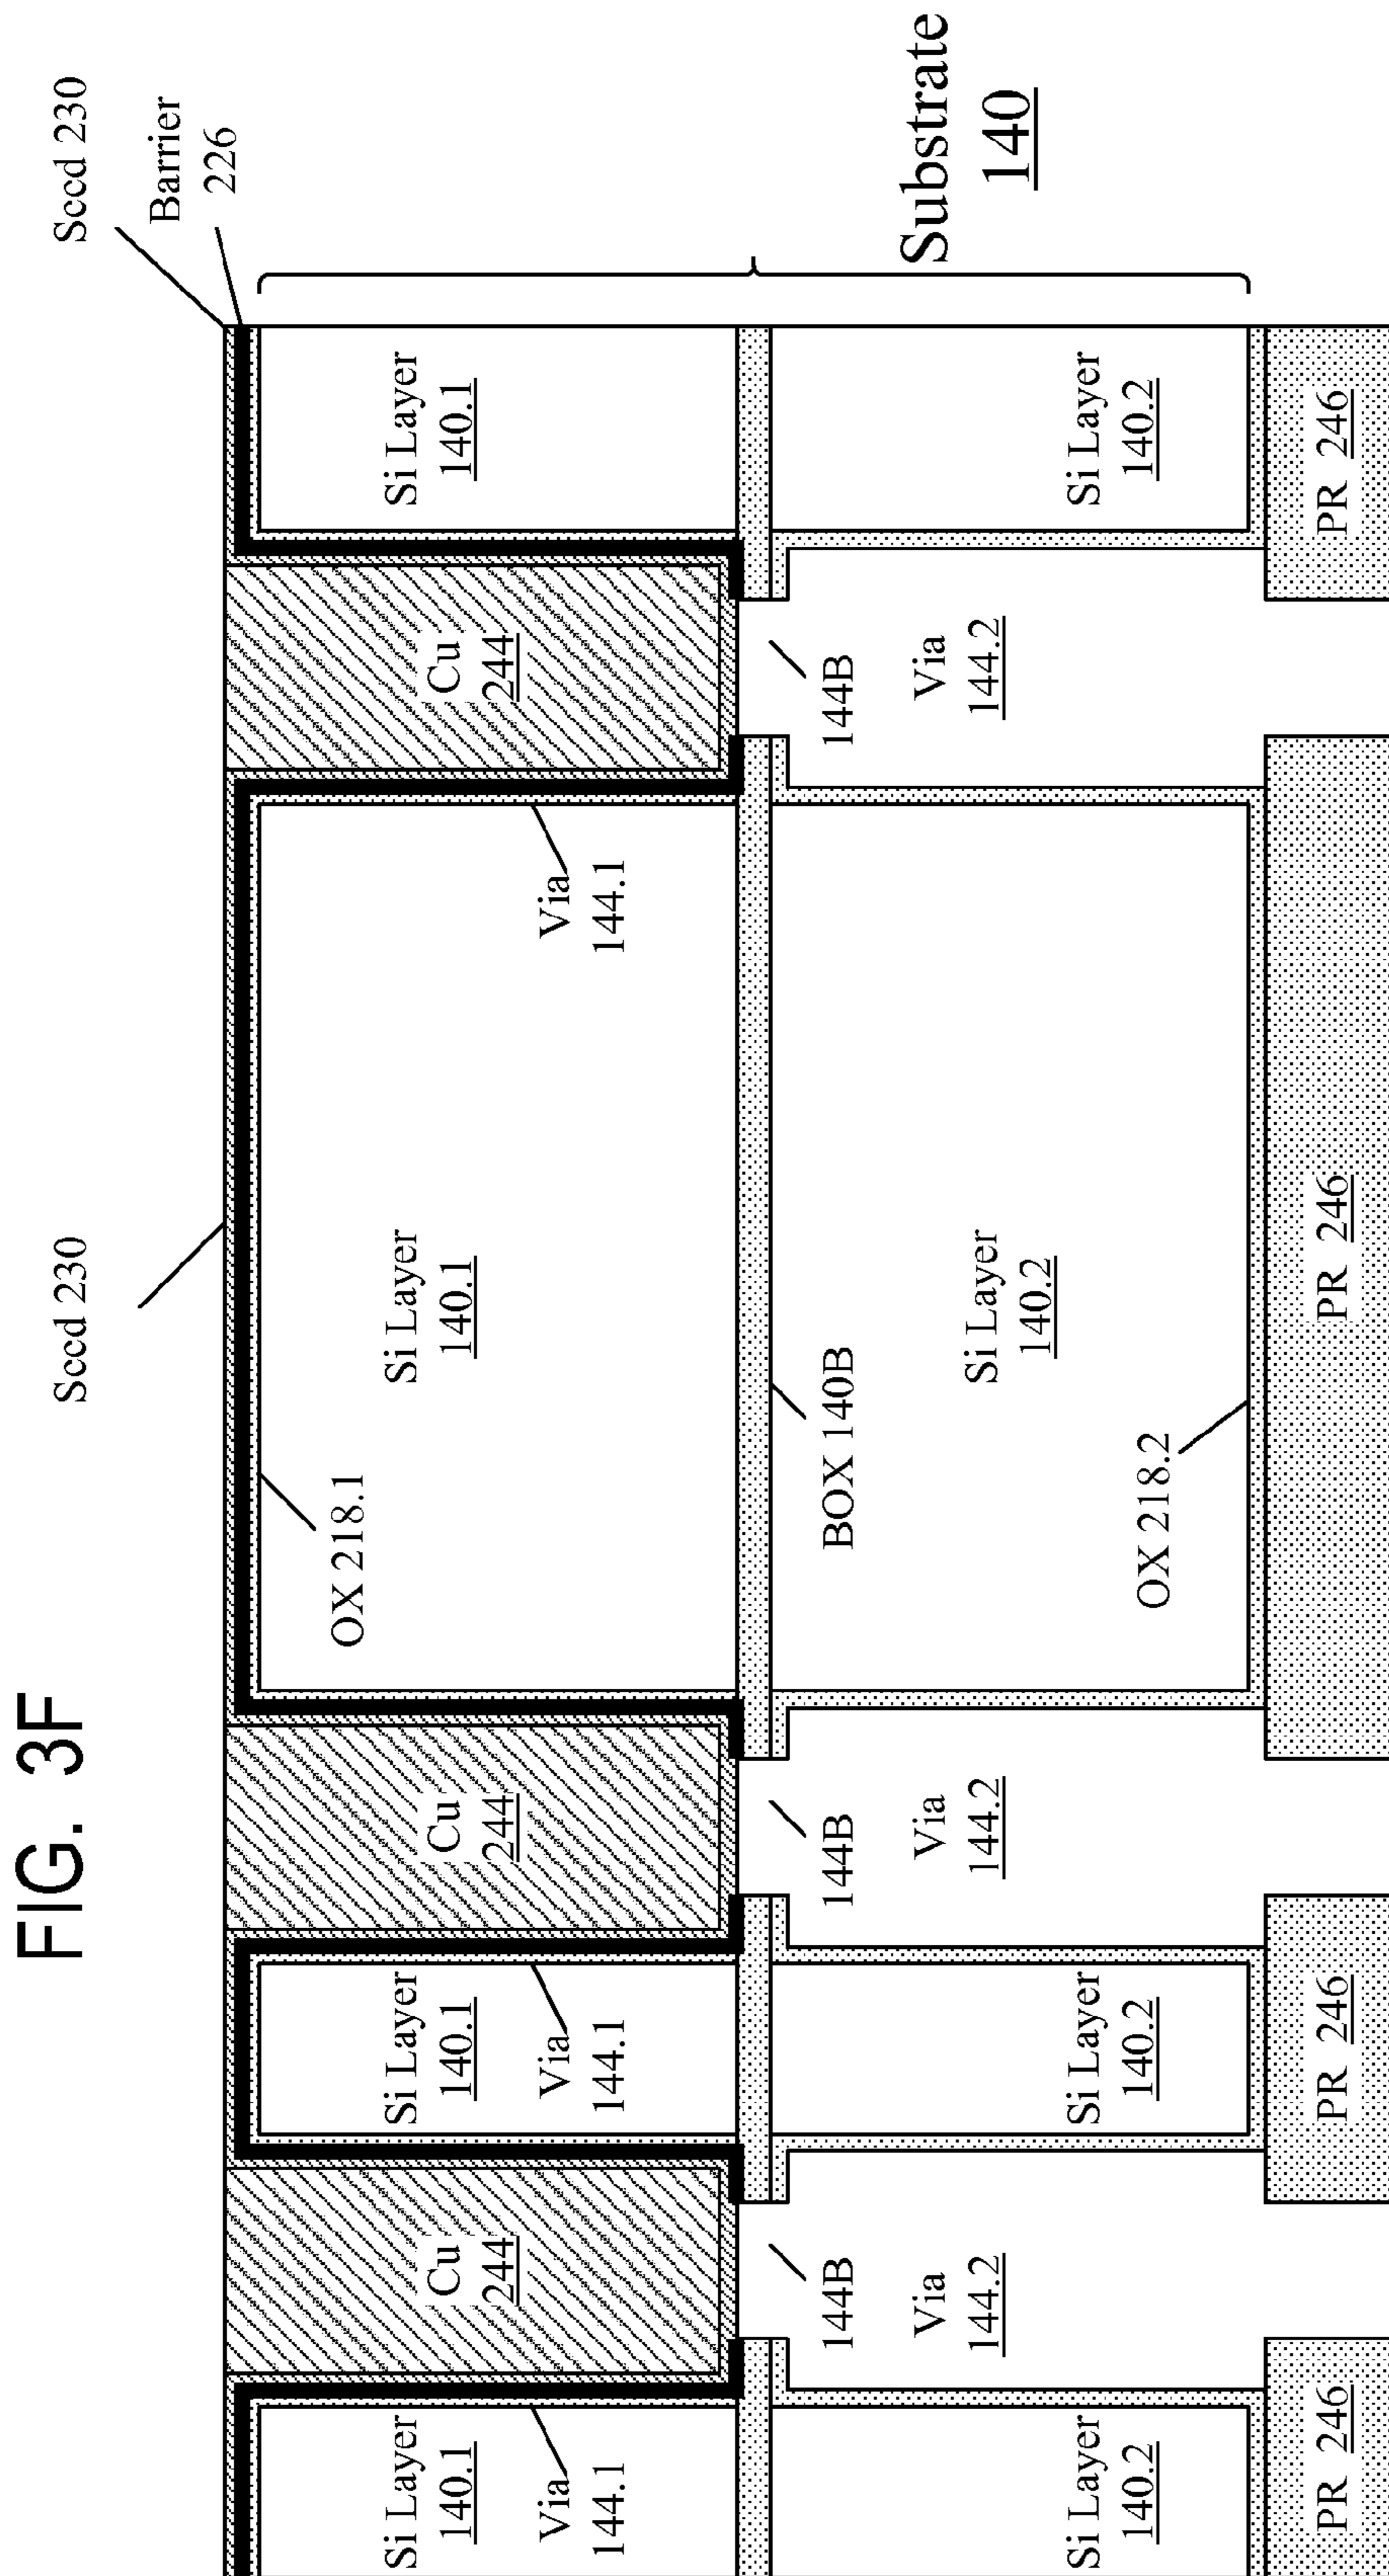 FIG. 3F
Seed 230
Seed 230
Barrier
226
OX 218.1
Si Layer
140.1
Si Layer
140.1
Si Layer
140.1
Si Layer
140.1
Cu
244
Cu
244
Cu
244
Via
144.1
Via
144.1
Via
144.1
144B
144B
BOX 140B
144B
Via
144.2
Via
144.2
Via
144.2
Substrate
140
Si Layer
140.2
Si Layer
140.2
Si Layer
140.2
Si Layer
140.2
OX 218.2
PR 246
PR 246
PR 246
PR 246